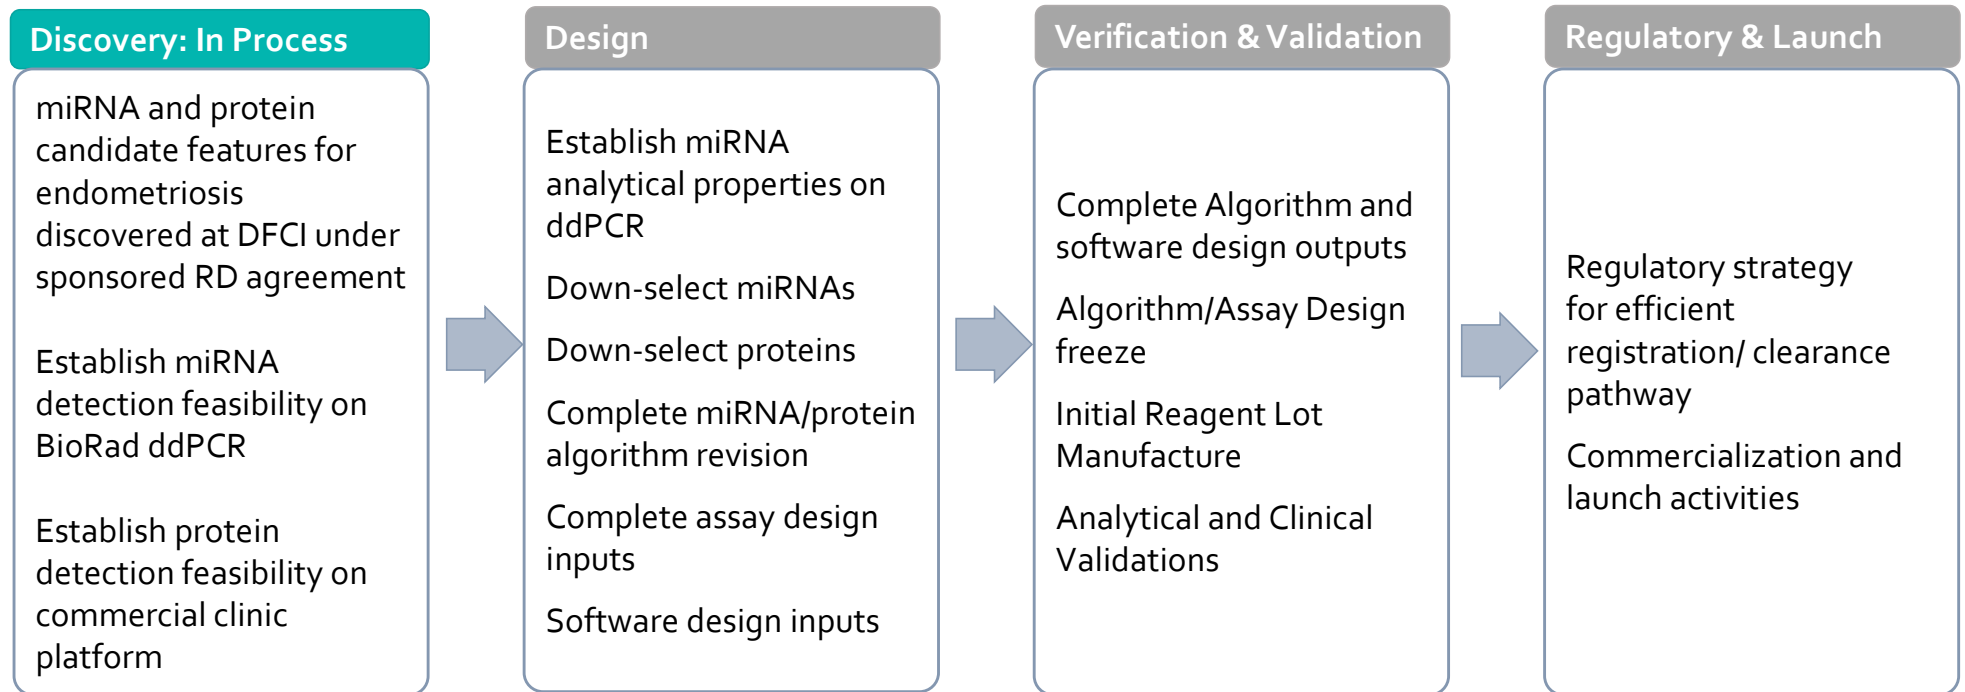 Discovery: In Process
miRNA and protein
candidate features for
endometriosis
discovered at DFCI under
sponsored RD agreement
Establish miRNA
detection feasibility on
BioRad ddPCR
Establish protein
detection feasibility on
commercial clinic
platform
Design
Establish miRNA
analytical properties on
ddPCR
Down-select miRNAs
Down-select proteins
Complete miRNA/protein
algorithm revision
Complete assay design
inputs
Software design inputs
Verification & Validation
Complete Algorithm and
software design outputs
Algorithm/Assay Design
freeze
Initial Reagent Lot
Manufacture
Analytical and Clinical
Validations
Regulatory & Launch
Regulatory strategy
for efficient
registration/ clearance
pathway
Commercialization and
launch activities